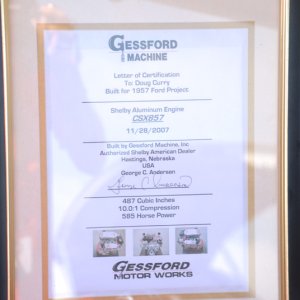 GESSFORD
MACHINE
Letter of Certification
To: Doug Curry
Built for 1957 Ford Project
Shelby Aluminum Engine
CSX857
11/28/2007
Built by Gessford Machine, Inc
Authorized Shelby American Dealer
Hastings, Nebraska
USA
George C. Anderson
487 Cubic Inches
10.0:1 Compression
585 Horse Power
GESSFORD
MOTOR WORKS